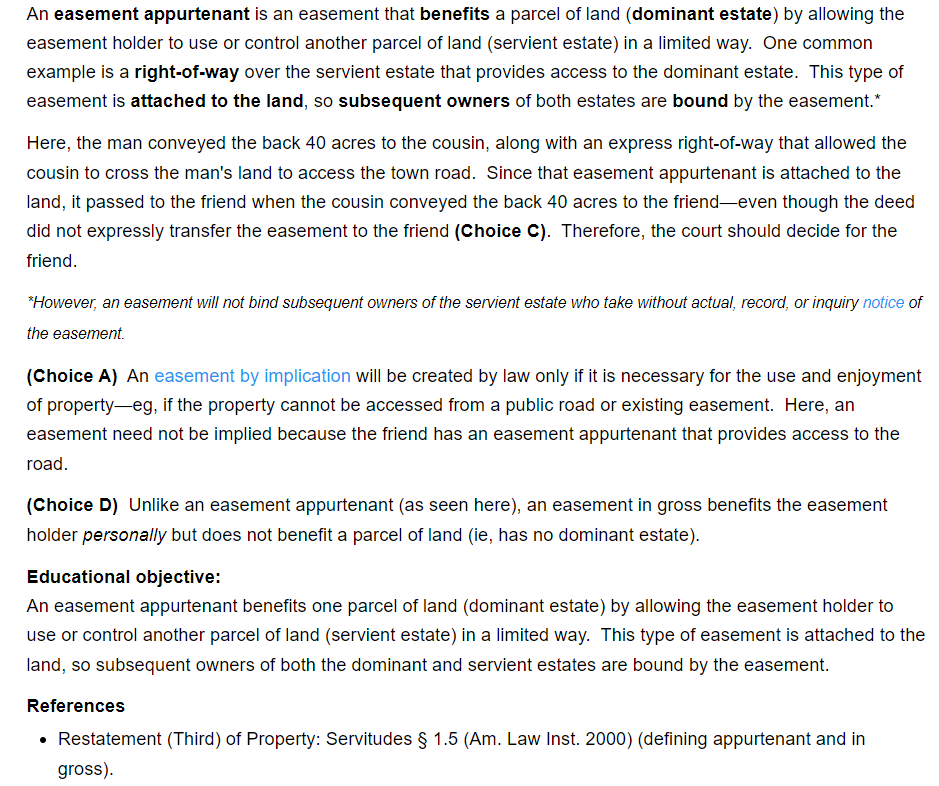 An easement appurtenant is an easement that benefits a parcel of land (dominant estate) by allowing the
easement holder to use or control another parcel of land (servient estate) in a limited way.  One common
example is a right-of-way over the servient estate that provides access to the dominant estate.  This type of
easement is attached to the land, so subsequent owners of both estates are bound by the easement.*
Here, the man conveyed the back 40 acres to the cousin, along with an express right-of-way that allowed the
cousin to cross the man's land to access the town road.  Since that easement appurtenant is attached to the
land, it passed to the friend when the cousin conveyed the back 40 acres to the friend—even though the deed
did not expressly transfer the easement to the friend (Choice C).  Therefore, the court should decide for the
friend.
*However, an easement will not bind subsequent owners of the servient estate who take without actual, record, or inquiry notice of
the easement.
(Choice A)  An easement by implication will be created by law only if it is necessary for the use and enjoyment
of property—eg, if the property cannot be accessed from a public road or existing easement.  Here, an
easement need not be implied because the friend has an easement appurtenant that provides access to the
road.
(Choice D)  Unlike an easement appurtenant (as seen here), an easement in gross benefits the easement
holder personally but does not benefit a parcel of land (ie, has no dominant estate).
Educational objective:
An easement appurtenant benefits one parcel of land (dominant estate) by allowing the easement holder to
use or control another parcel of land (servient estate) in a limited way.  This type of easement is attached to the
land, so subsequent owners of both the dominant and servient estates are bound by the easement.
References
• Restatement (Third) of Property: Servitudes § 1.5 (Am. Law Inst. 2000) (defining appurtenant and in
gross).